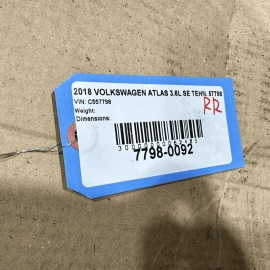 2018 VOLKSWAGEN ATLAS 3.6L SE TEHN, 57798
VIN: C557798
RR
Weight:
Dimensions:
7798-0092